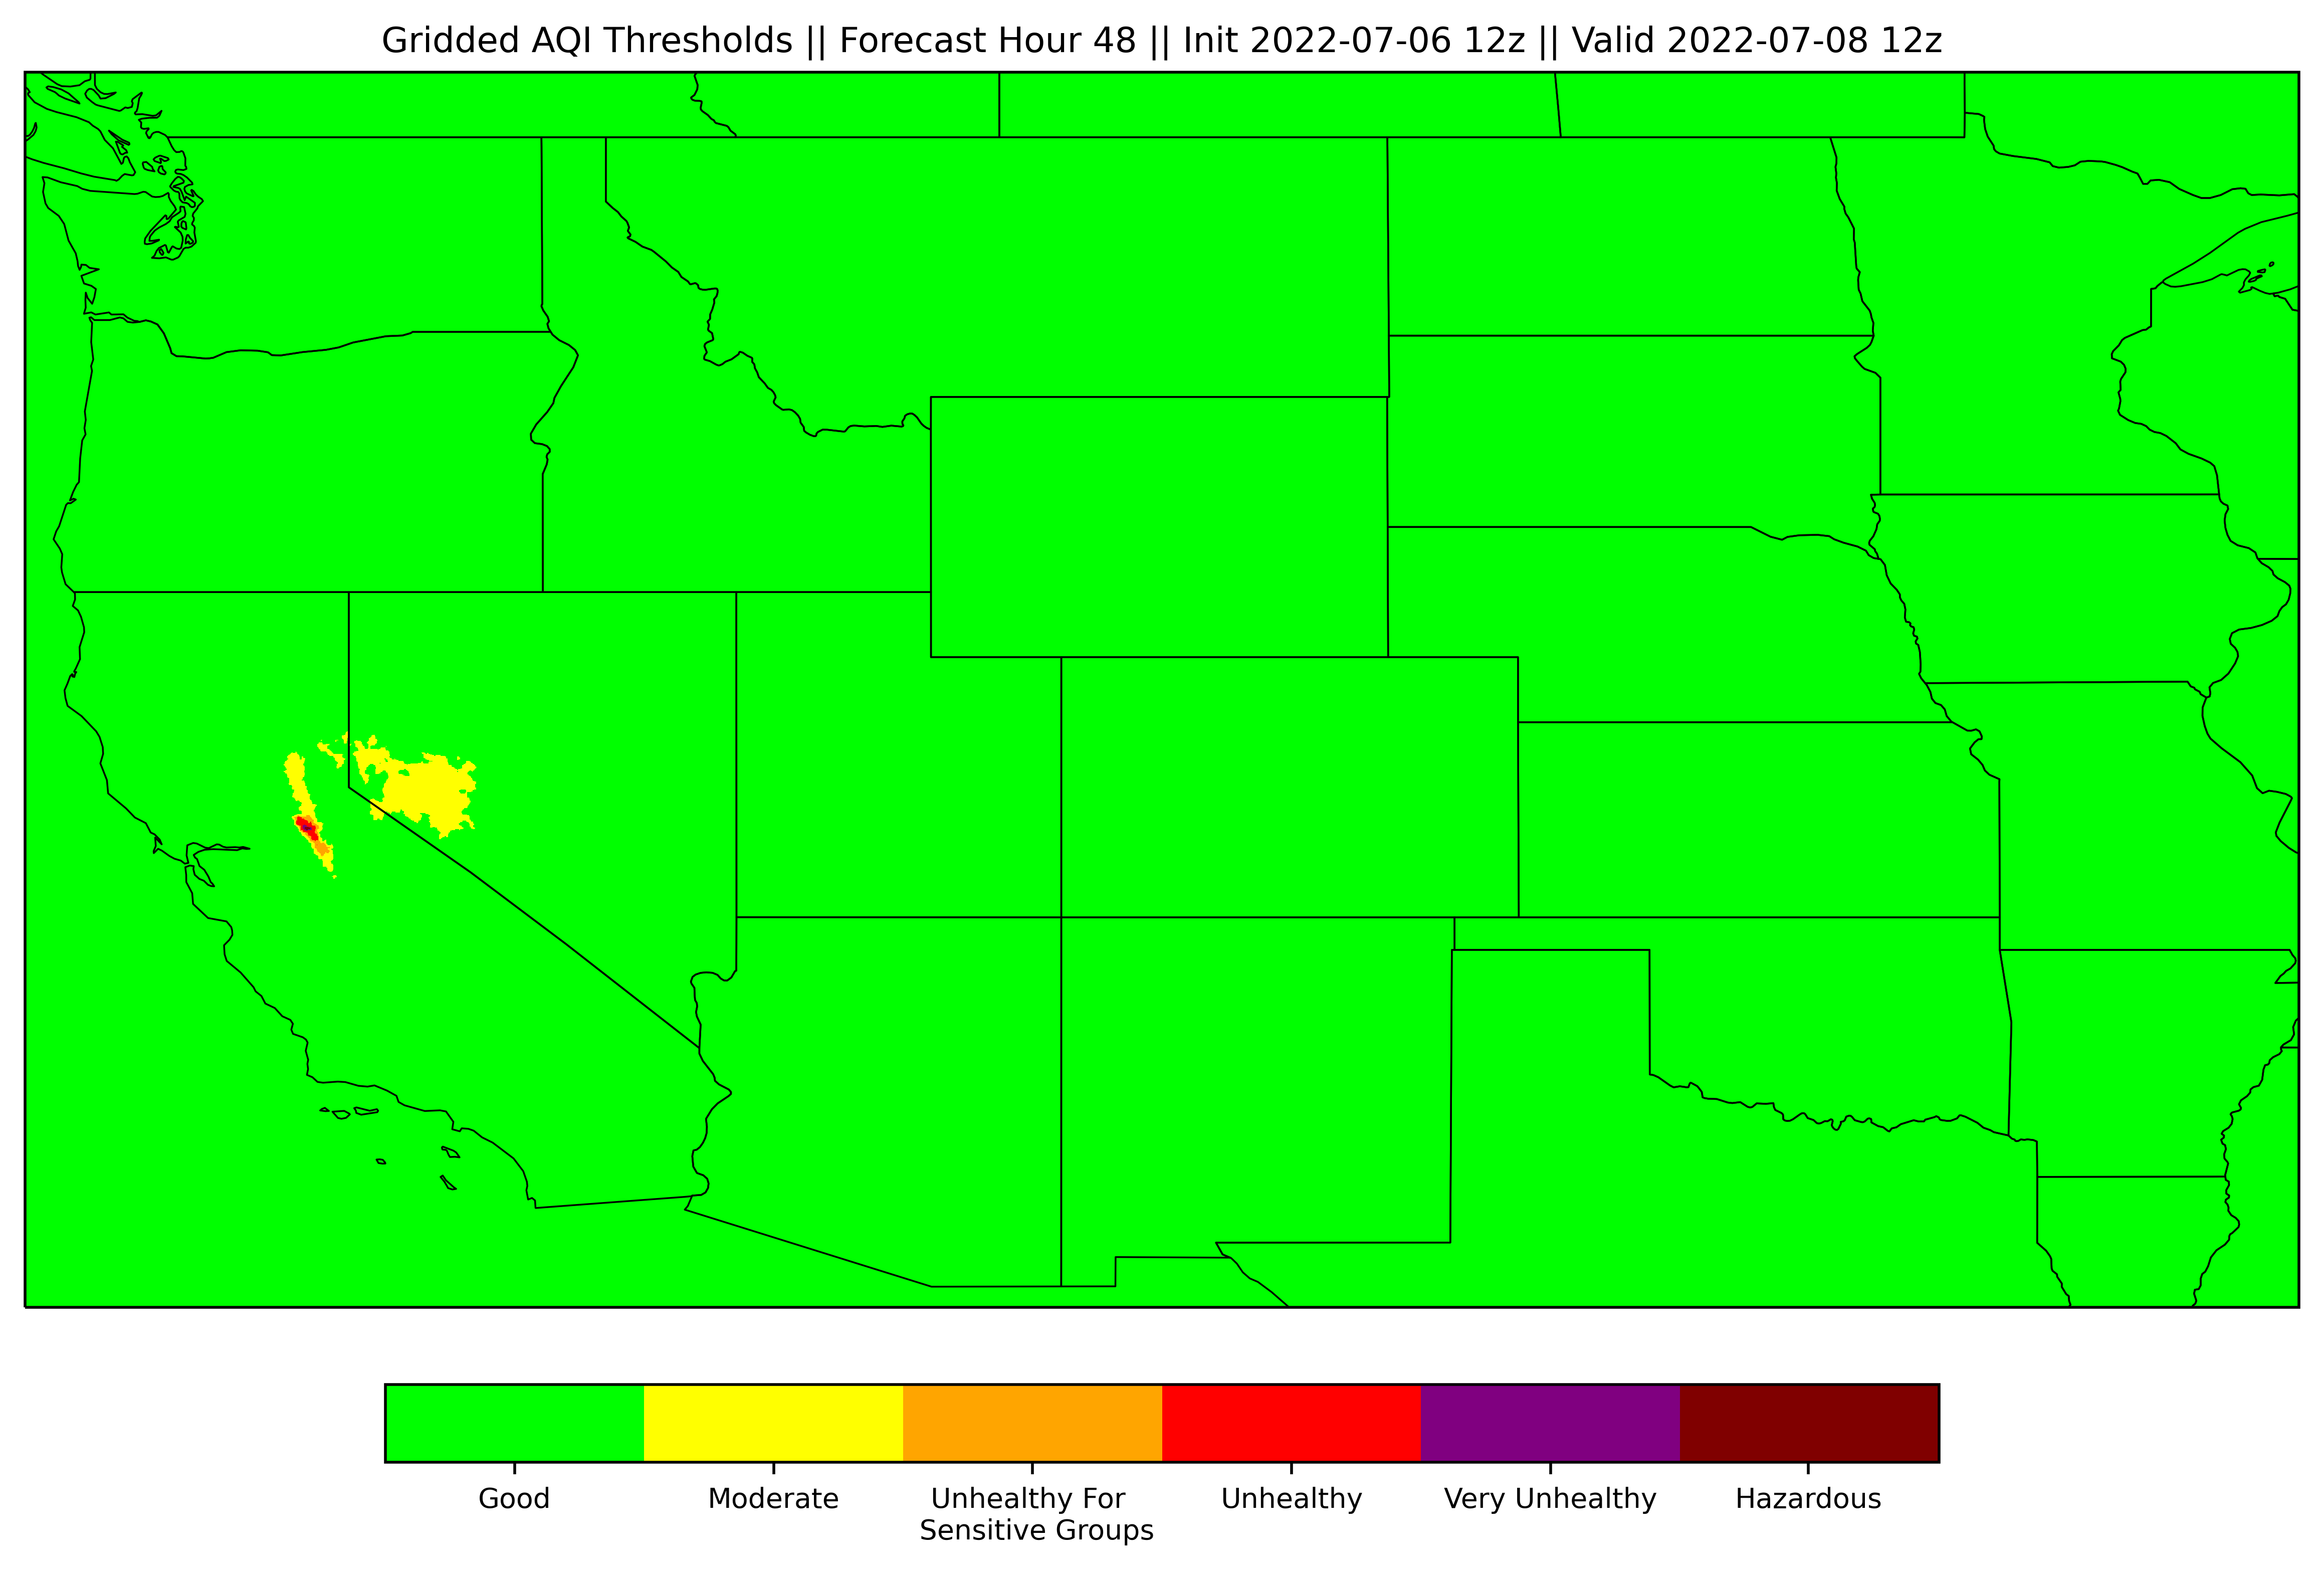 Gridded AQI Thresholds || Forecast Hour 48 || Init 2022-07-06 12z || Valid 2022-07-08 12z
Good
Moderate
Unhealthy For
Sensitive Groups
Unhealthy
Very Unhealthy
Hazardous